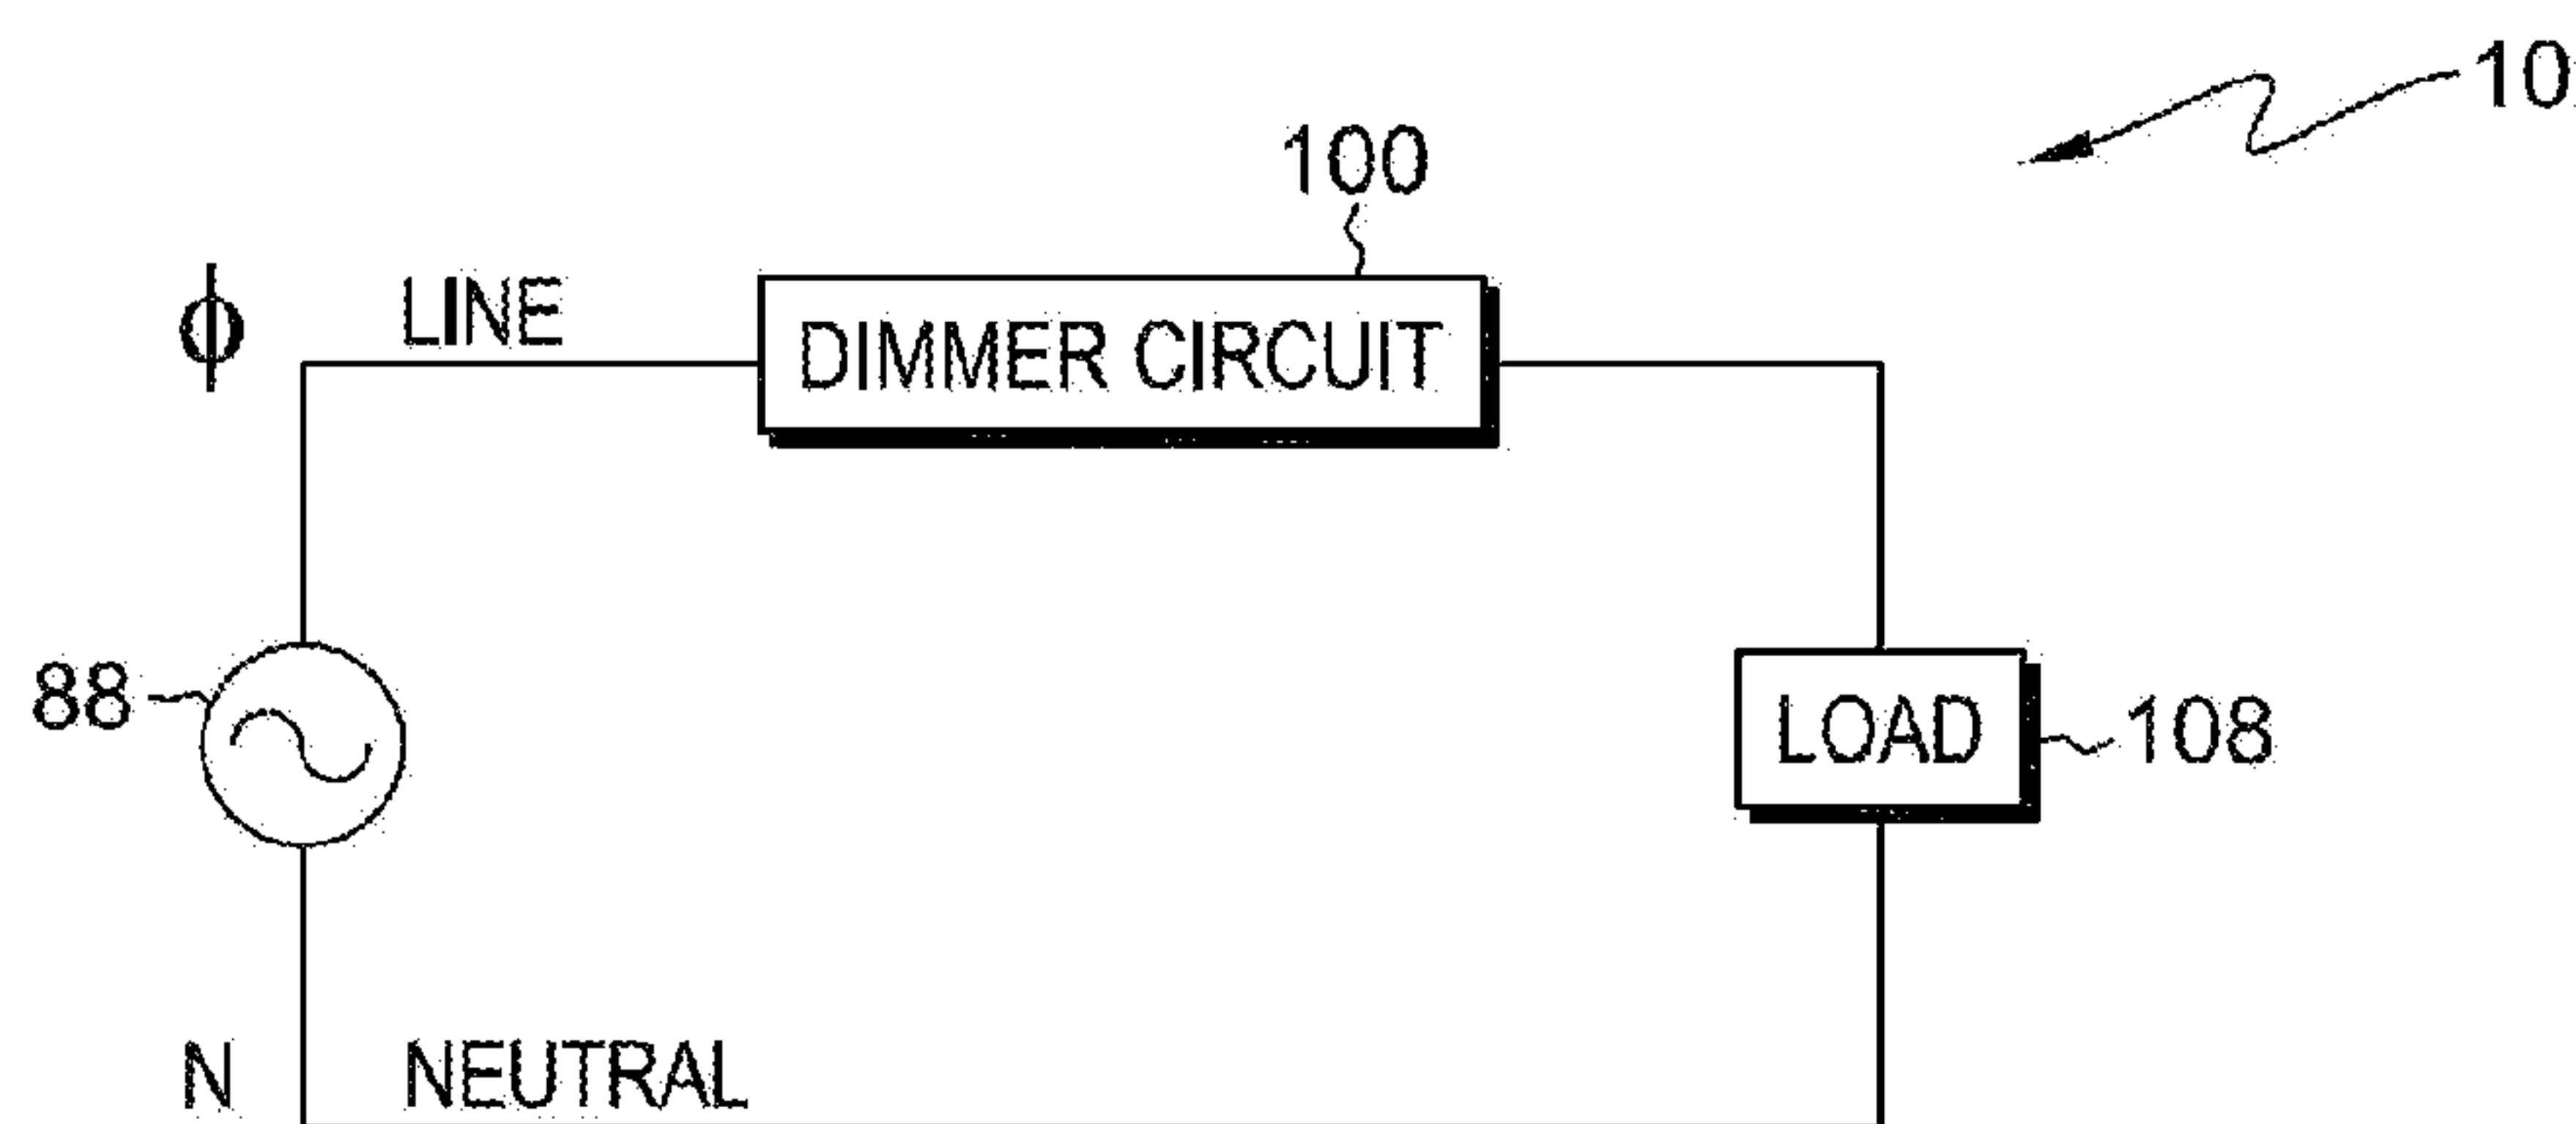 10
100
ϕ LINE
DIMMER CIRCUIT
88
LOAD
108
N NEUTRAL